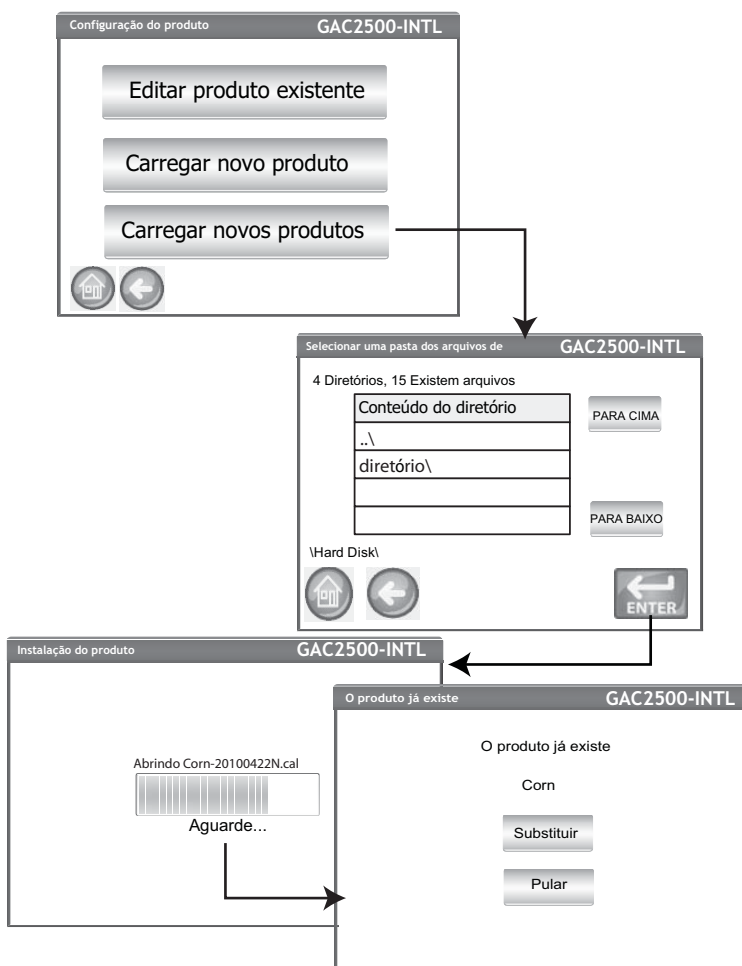 Configuração do produto GAC2500-INTL
Editar produto existente
Carregar novo produto
Carregar novos produtos
Selecionar uma pasta dos arquivos de GAC2500-INTL
4 Diretórios, 15 Existem arquivos
Conteúdo do diretório
..\
diretório\
PARA CIMA
PARA BAIXO
\Hard Disk\
ENTER
Instalação do produto GAC2500-INTL
Abrindo Corn-20100422N.cal
Aguarde...
O produto já existe GAC2500-INTL
O produto já existe
Corn
Substituir
Pular